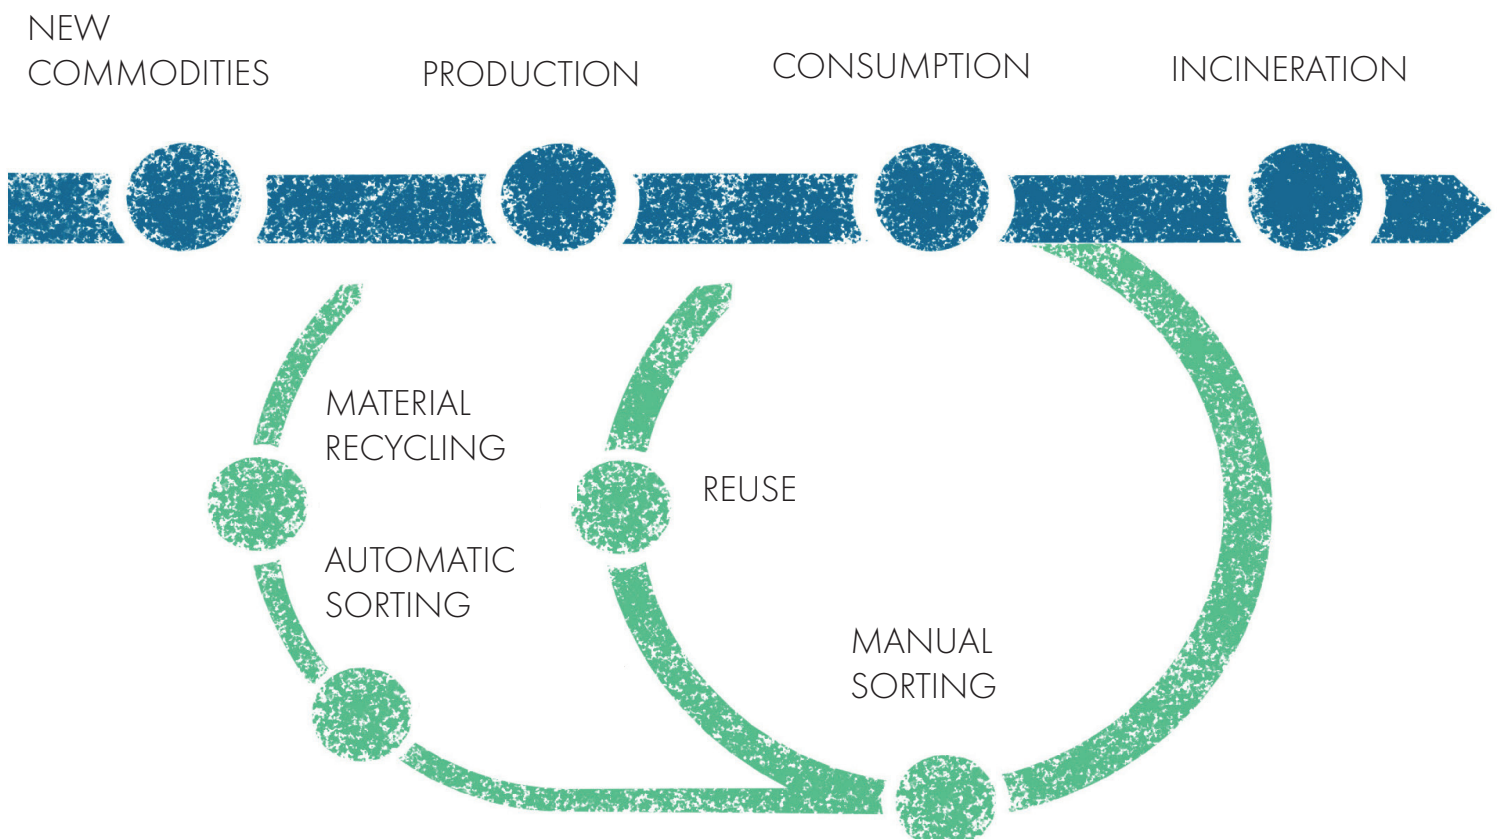 NEW
COMMODITIES
PRODUCTION
CONSUMPTION
INCINERATION
MATERIAL
RECYCLING
REUSE
AUTOMATIC
SORTING
MANUAL
SORTING